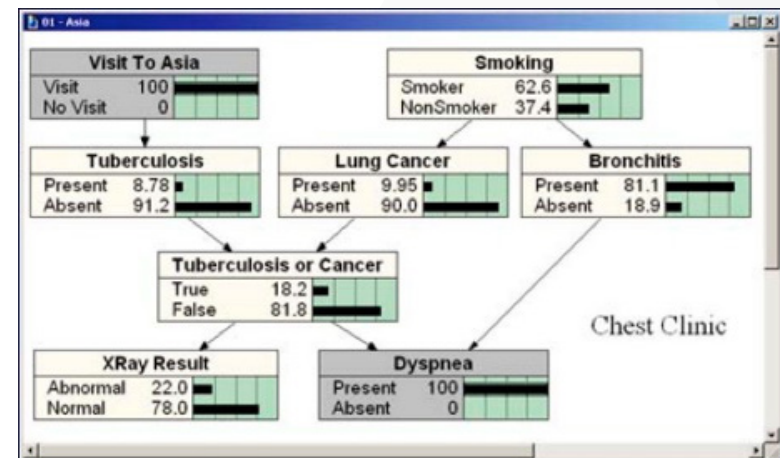 01 - Asia
Visit To Asia
Visit 100
No Visit 0
Smoking
Smoker 62.6
NonSmoker 37.4
Tuberculosis
Present 8.78
Absent 91.2
Lung Cancer
Present 9.95
Absent 90.0
Bronchitis
Present 81.1
Absent 18.9
Tuberculosis or Cancer
True 18.2
False 81.8
Chest Clinic
XRay Result
Abnormal 22.0
Normal 78.0
Dyspnea
Present 100
Absent 0